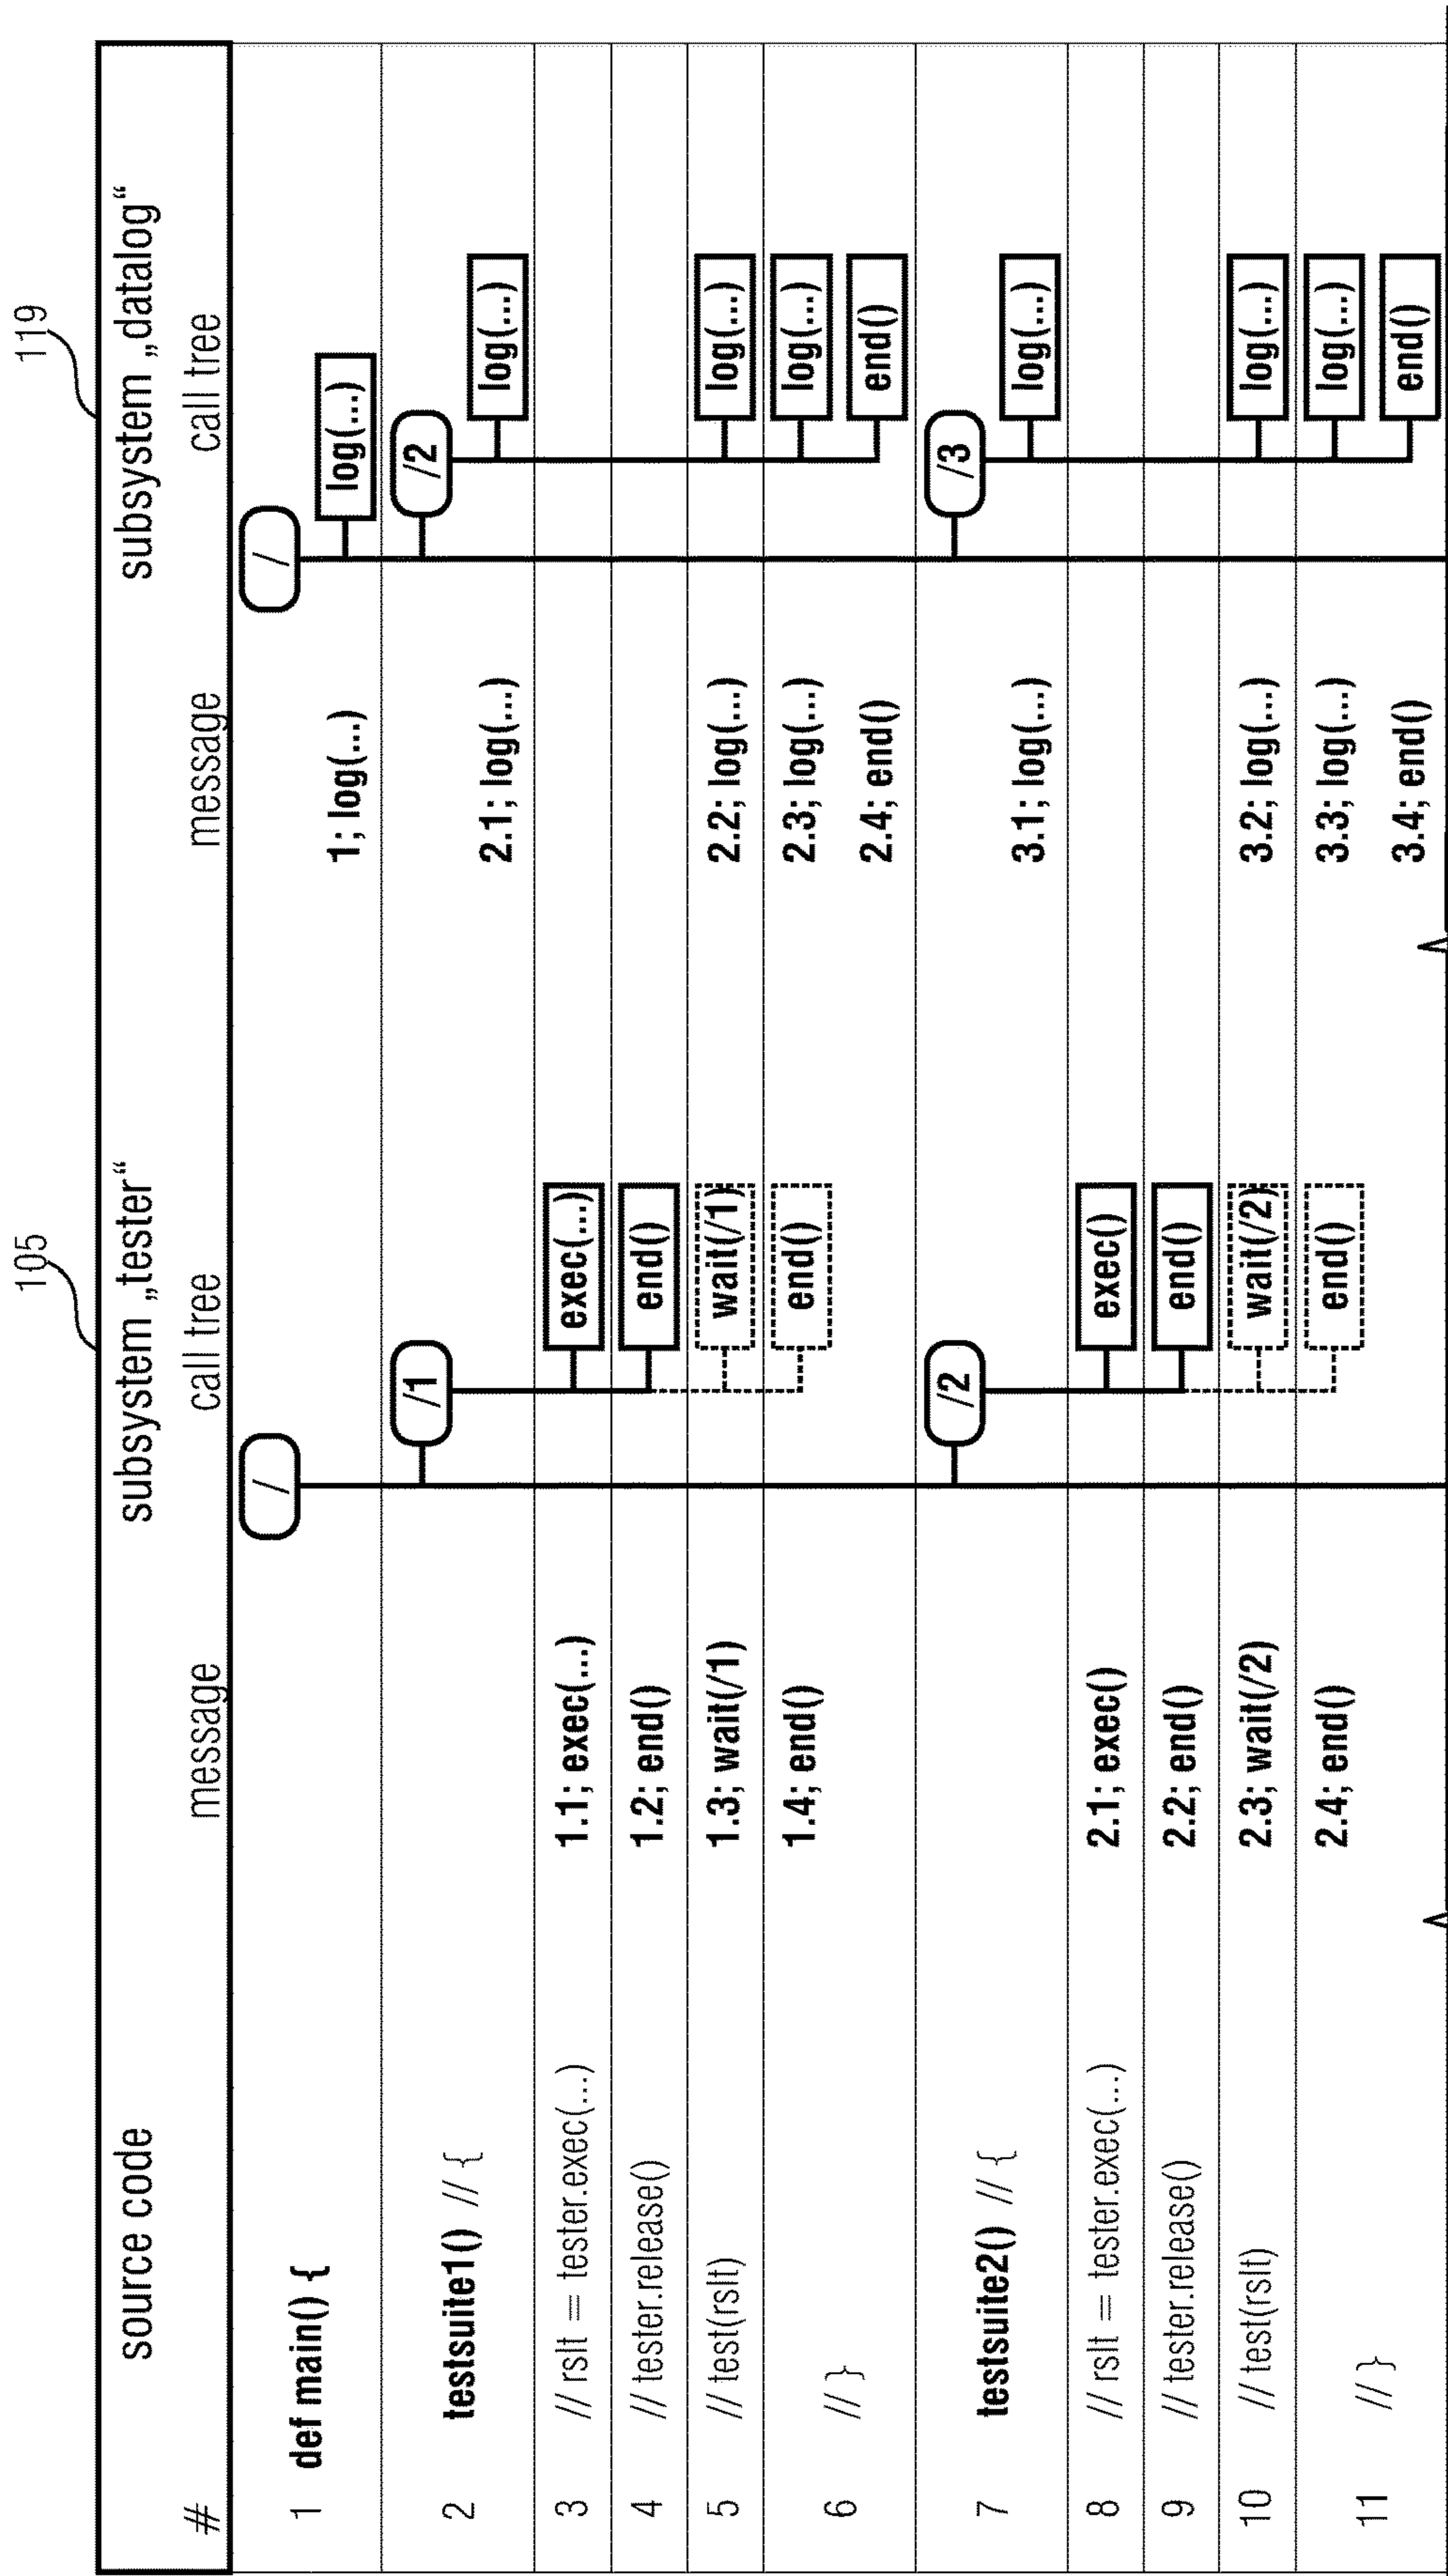 105
119
source code
subsystem „tester“
subsystem „datalog“
#
message
call tree
message
call tree
1 def main() { / /
1; log(...) log(...)
2 testsuite1() // { /1 /2
2.1; log(...) log(...)
3 // rslt = tester.exec(...) 1.1; exec(...) exec(...)
4 // tester.release() 1.2; end() end()
5 // test(rslt) 1.3; wait(/1) wait(/1) 2.2; log(...) log(...)
6 // } 1.4; end() end() 2.3; log(...) log(...)
2.4; end() end()
7 testsuite2() // { /2 /3
3.1; log(...) log(...)
8 // rslt = tester.exec(...) 2.1; exec() exec()
9 // tester.release() 2.2; end() end()
10 // test(rslt) 2.3; wait(/2) wait(/2) 3.2; log(...) log(...)
11 // } 2.4; end() end() 3.3; log(...) log(...)
3.4; end() end()